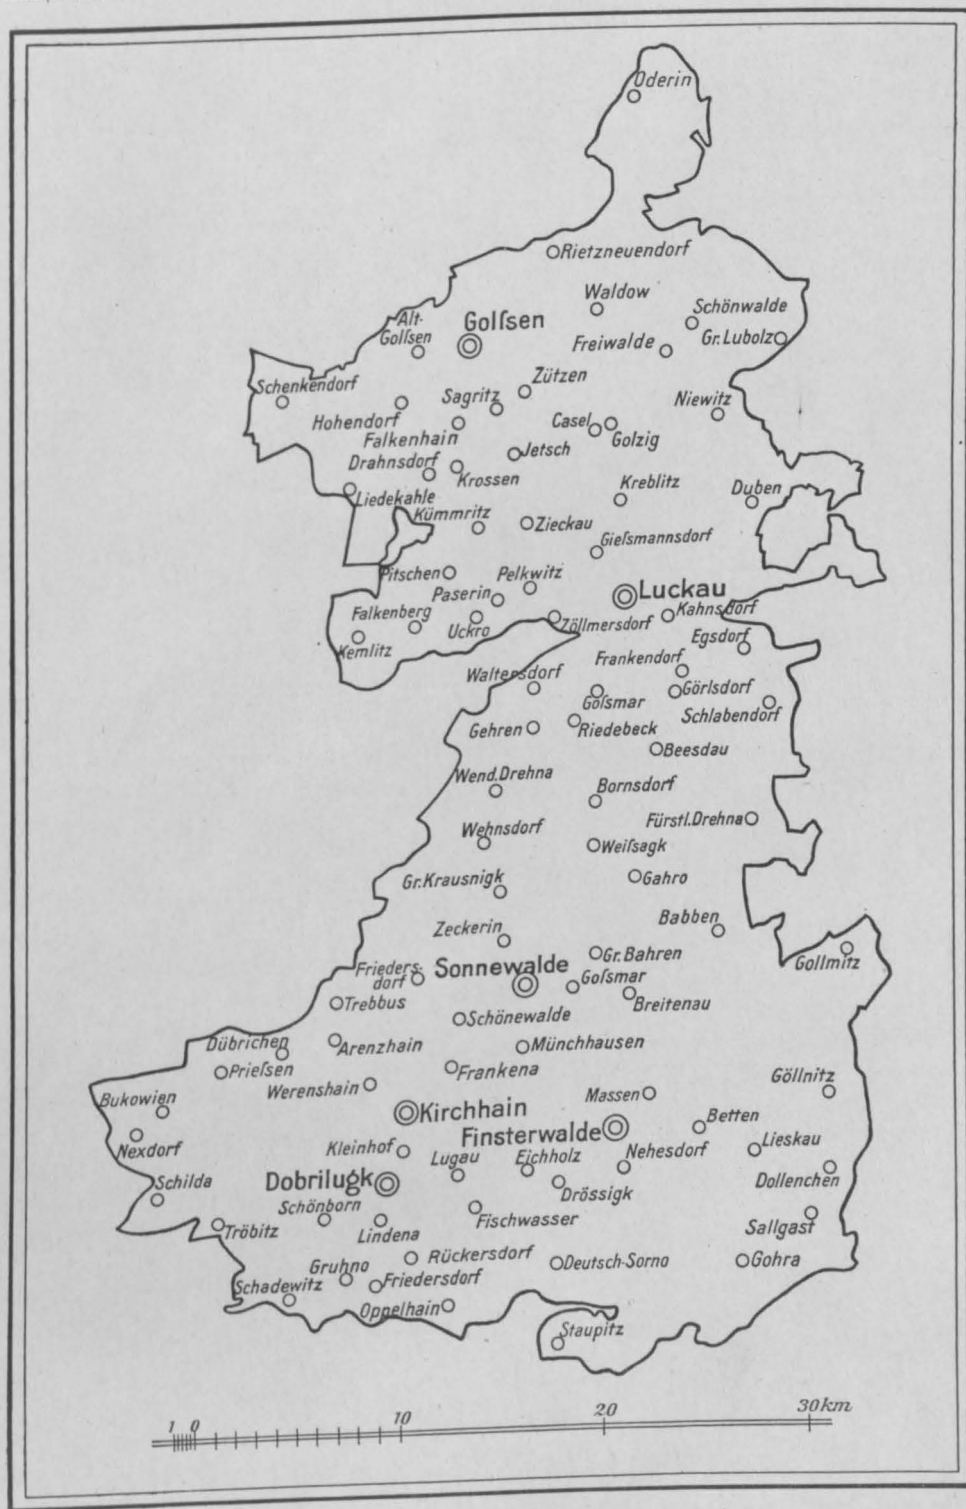 Oderin
Rietzneuendorf
Waldow
Schönwalde
Alt-
Golſsen
Golſsen
Freiwalde
Gr. Lubolz
Schenkendorf
Zützen
Sagritz
Niewitz
Hohendorf
Casel
Golzig
Falkenhain
Jetsch
Drahnsdorf
Krossen
Kreblitz
Duben
Liedekahle
Kümmritz
Zieckau
Gieſsmannsdorf
Pitschen
Pelkwitz
Luckau
Paserin
Falkenberg
Uckro
Zöllmersdorf
Kahnsdorf
Kemlitz
Egsdorf
Frankendorf
Waltersdorf
Görlsdorf
Goſsmar
Schlabendorf
Gehren
Riedebeck
Beesdau
Wend. Drehna
Bornsdorf
Fürstl. Drehna
Wehnsdorf
Weiſsagk
Gr. Krausnigk
Gahro
Zeckerin
Babben
Gr. Bahren
Gollmitz
Frieders-
dorf
Sonnewalde
Goſsmar
Trebbus
Breitenau
Schönewalde
Dübrichen
Arenzhain
Münchhausen
Prieſsen
Frankena
Werenshain
Göllnitz
Bukowien
Massen
Kirchhain
Betten
Finsterwalde
Nexdorf
Kleinhof
Lieskau
Lugau
Eichholz
Nehesdorf
Dollenchen
Dobrilugk
Schilda
Drössigk
Schönborn
Fischwasser
Sallgast
Tröbitz
Lindena
Rückersdorf
Deutsch-Sorno
Gohra
Gruhno
Schadewitz
Friedersdorf
Oppelhain
Staupitz
1 0 10 20 30 km